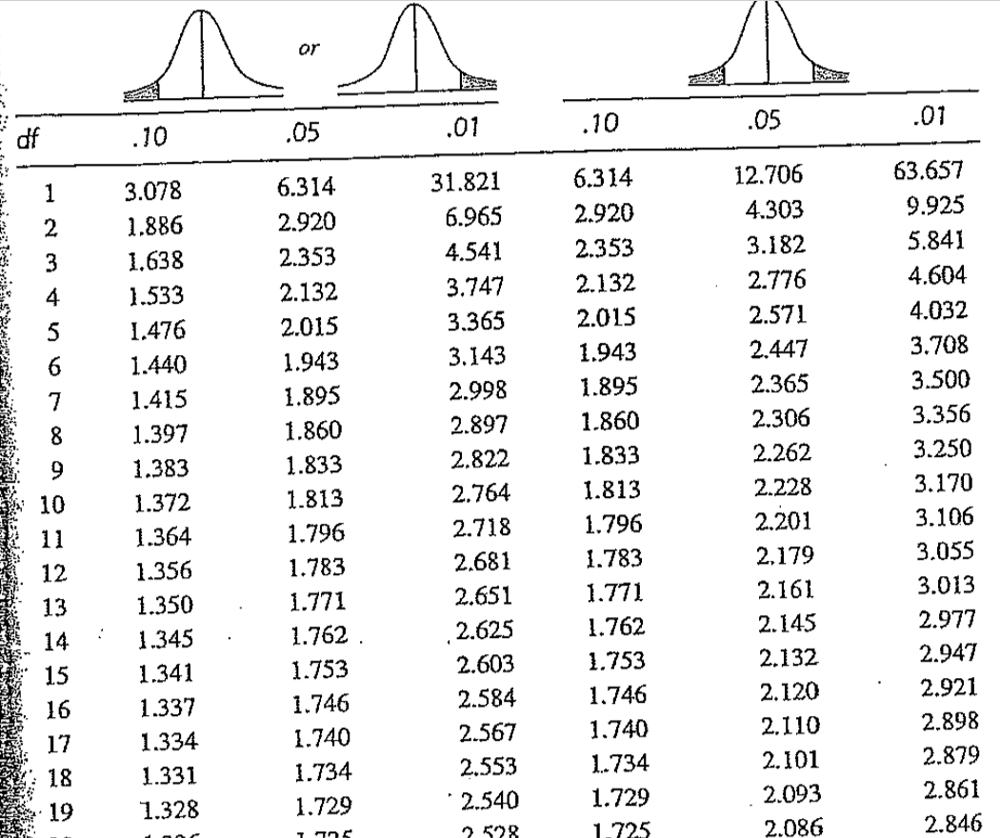 or
df .10 .05 .01 .10 .05 .01
1 3.078 6.314 31.821 6.314 12.706 63.657
2 1.886 2.920 6.965 2.920 4.303 9.925
3 1.638 2.353 4.541 2.353 3.182 5.841
4 1.533 2.132 3.747 2.132 2.776 4.604
5 1.476 2.015 3.365 2.015 2.571 4.032
6 1.440 1.943 3.143 1.943 2.447 3.708
7 1.415 1.895 2.998 1.895 2.365 3.500
8 1.397 1.860 2.897 1.860 2.306 3.356
9 1.383 1.833 2.822 1.833 2.262 3.250
10 1.372 1.813 2.764 1.813 2.228 3.170
11 1.364 1.796 2.718 1.796 2.201 3.106
12 1.356 1.783 2.681 1.783 2.179 3.055
13 1.350 1.771 2.651 1.771 2.161 3.013
14 1.345 1.762 2.625 1.762 2.145 2.977
15 1.341 1.753 2.603 1.753 2.132 2.947
16 1.337 1.746 2.584 1.746 2.120 2.921
17 1.334 1.740 2.567 1.740 2.110 2.898
18 1.331 1.734 2.553 1.734 2.101 2.879
19 1.328 1.729 2.540 1.729 2.093 2.861
2.528 1.725 2.086 2.846